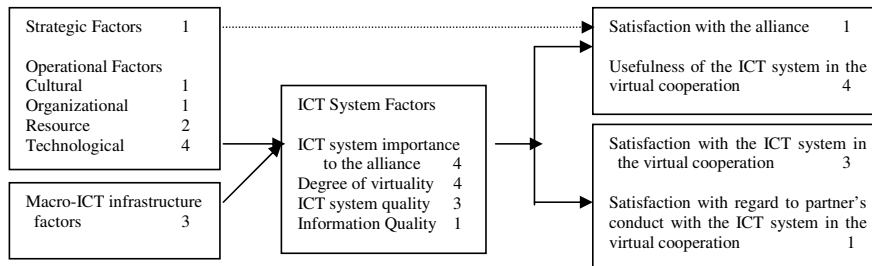 Strategic Factors 1
Operational Factors
Cultural 1
Organizational 1
Resource 2
Technological 4
Macro-ICT infrastructure
factors 3
ICT System Factors
ICT system importance
to the alliance 4
Degree of virtuality 4
ICT system quality 3
Information Quality 1
Satisfaction with the alliance 1
Usefulness of the ICT system in the
virtual cooperation 4
Satisfaction with the ICT system in
the virtual cooperation 3
Satisfaction with regard to partner's
conduct with the ICT system in the
virtual cooperation 1